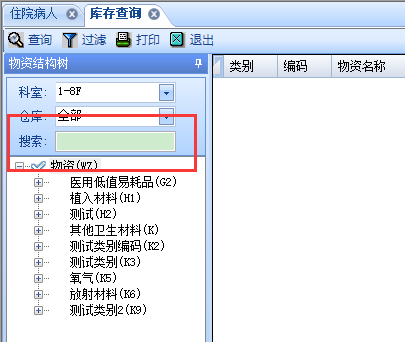 住院病人 库存查询
查询 过滤 打印 退出
物资结构树 类别 编码 物资名称
科室: 1-8F
仓库: 全部
搜索:
物资(WZ)
医用低值易耗品(G2)
植入材料(H1)
测试(H2)
其他卫生材料(K)
测试类别编码(K2)
测试类别(K3)
氧气(K5)
放射材料(K6)
测试类别2(K9)